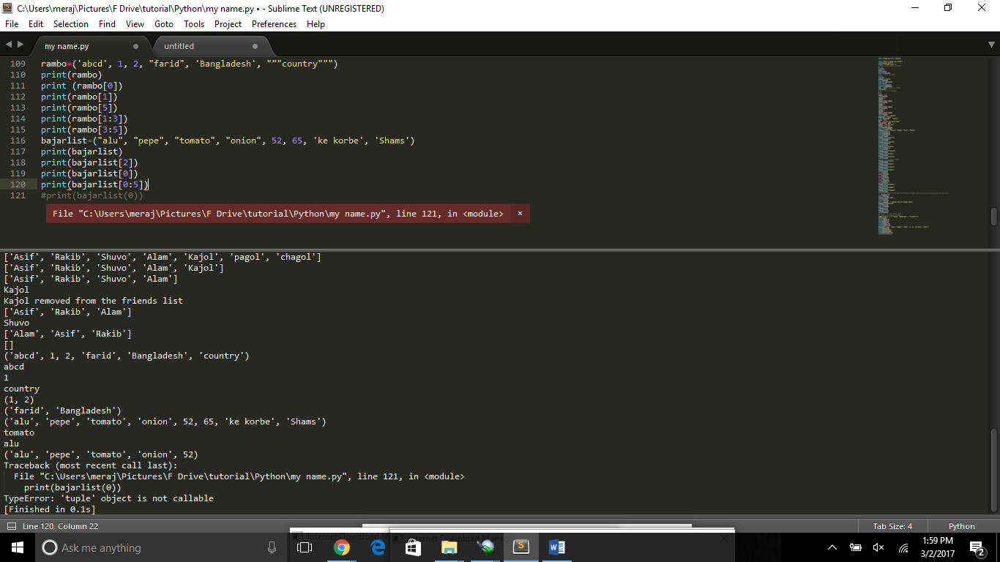 C:\Users\meraj\Pictures\F Drive\tutorial\Python\my name.py • - Sublime Text (UNREGISTERED)
File Edit Selection Find View Goto Tools Project Preferences Help
my name.py untitled
109 rambo=('abcd', 1, 2, "farid", 'Bangladesh', """country""")
110 print(rambo)
111 print (rambo[0])
112 print(rambo[1])
113 print(rambo[5])
114 print(rambo[1:3])
115 print(rambo[3:5])
116 bajarlist=("alu", "pepe", "tomato", "onion", 52, 65, 'ke korbe', 'Shams')
117 print(bajarlist)
118 print(bajarlist[2])
119 print(bajarlist[0])
120 print(bajarlist[0:5])
121 #print(bajarlist(0))
File "C:\Users\meraj\Pictures\F Drive\tutorial\Python\my name.py", line 121, in <module> ×
['Asif', 'Rakib', 'Shuvo', 'Alam', 'Kajol', 'pagol', 'chagol']
['Asif', 'Rakib', 'Shuvo', 'Alam', 'Kajol']
['Asif', 'Rakib', 'Shuvo', 'Alam']
Kajol
Kajol removed from the friends list
['Asif', 'Rakib', 'Alam']
Shuvo
['Alam', 'Asif', 'Rakib']
[]
('abcd', 1, 2, 'farid', 'Bangladesh', 'country')
abcd
1
country
(1, 2)
('farid', 'Bangladesh')
('alu', 'pepe', 'tomato', 'onion', 52, 65, 'ke korbe', 'Shams')
tomato
alu
('alu', 'pepe', 'tomato', 'onion', 52)
Traceback (most recent call last):
File "C:\Users\meraj\Pictures\F Drive\tutorial\Python\my name.py", line 121, in <module>
print(bajarlist(0))
TypeError: 'tuple' object is not callable
[Finished in 0.1s]
Line 120, Column 22 Tab Size: 4 Python
Internet Download M Internet Download Manage
Ask me anything
1:59 PM
3/2/2017
2